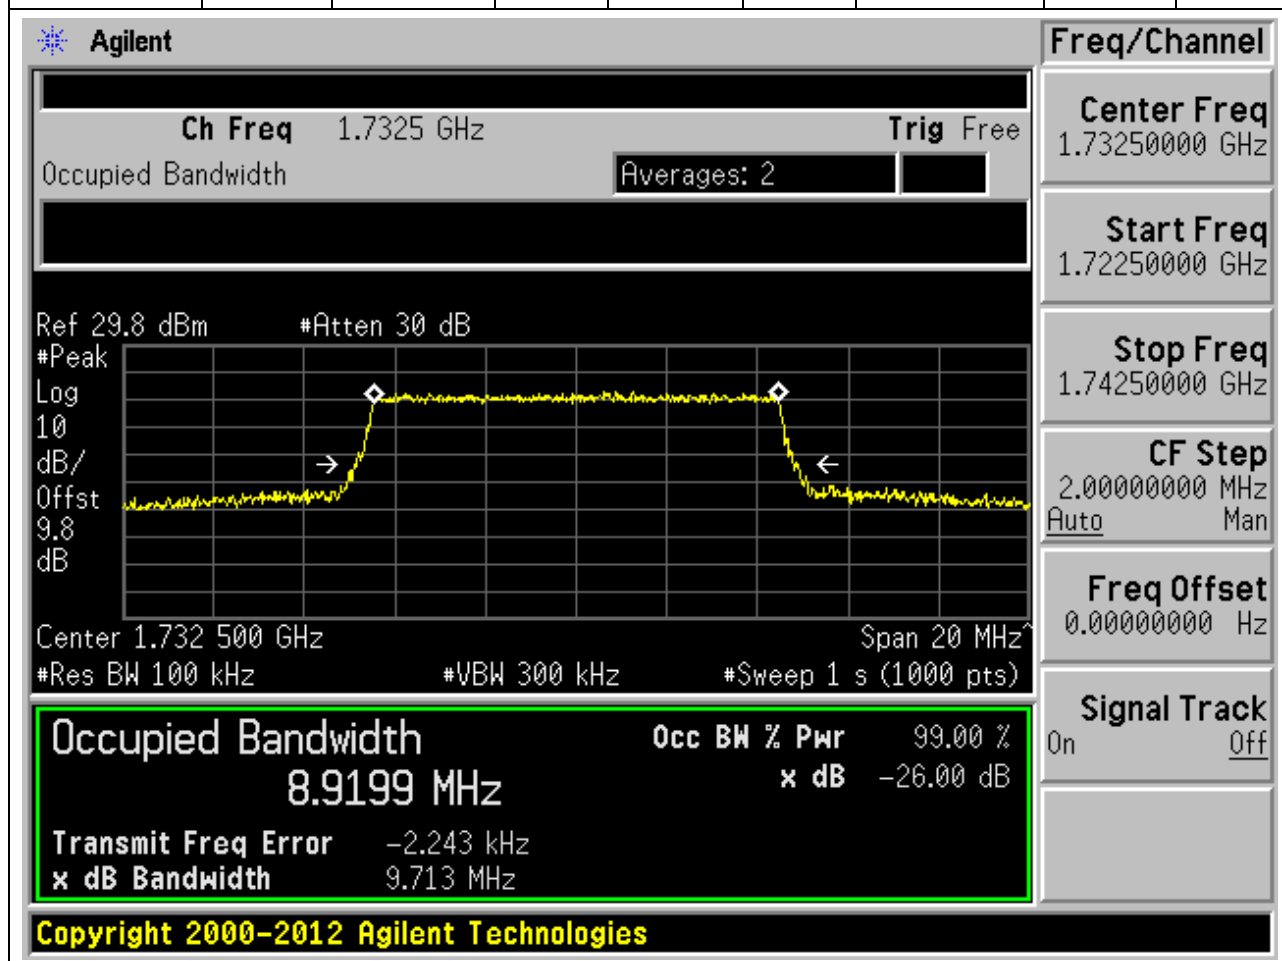 Agilent
Freq/Channel
Ch Freq 1.7325 GHz Trig Free
Occupied Bandwidth Averages: 2
Center Freq
1.73250000 GHz
Start Freq
1.72250000 GHz
Stop Freq
1.74250000 GHz
CF Step
2.00000000 MHz
Auto Man
Freq Offset
0.00000000 Hz
Signal Track
On Off
Ref 29.8 dBm #Atten 30 dB
#Peak
Log
10
dB/
Offst
9.8
dB
Center 1.732 500 GHz Span 20 MHz^
#Res BW 100 kHz #VBW 300 kHz #Sweep 1 s (1000 pts)
Occupied Bandwidth Occ BW % Pwr 99.00 %
8.9199 MHz x dB -26.00 dB
Transmit Freq Error -2.243 kHz
x dB Bandwidth 9.713 MHz
Copyright 2000-2012 Agilent Technologies